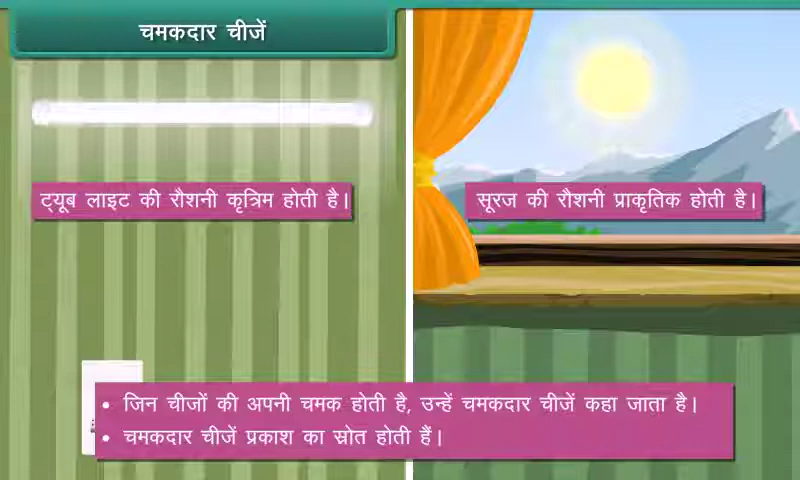 चमकदार चीजें
ट्यूब लाइट की रौशनी कृत्रिम होती है।
सूरज की रौशनी प्राकृतिक होती है।
• जिन चीजों की अपनी चमक होती है, उन्हें चमकदार चीजें कहा जाता है।
• चमकदार चीजें प्रकाश का स्रोत होती हैं।